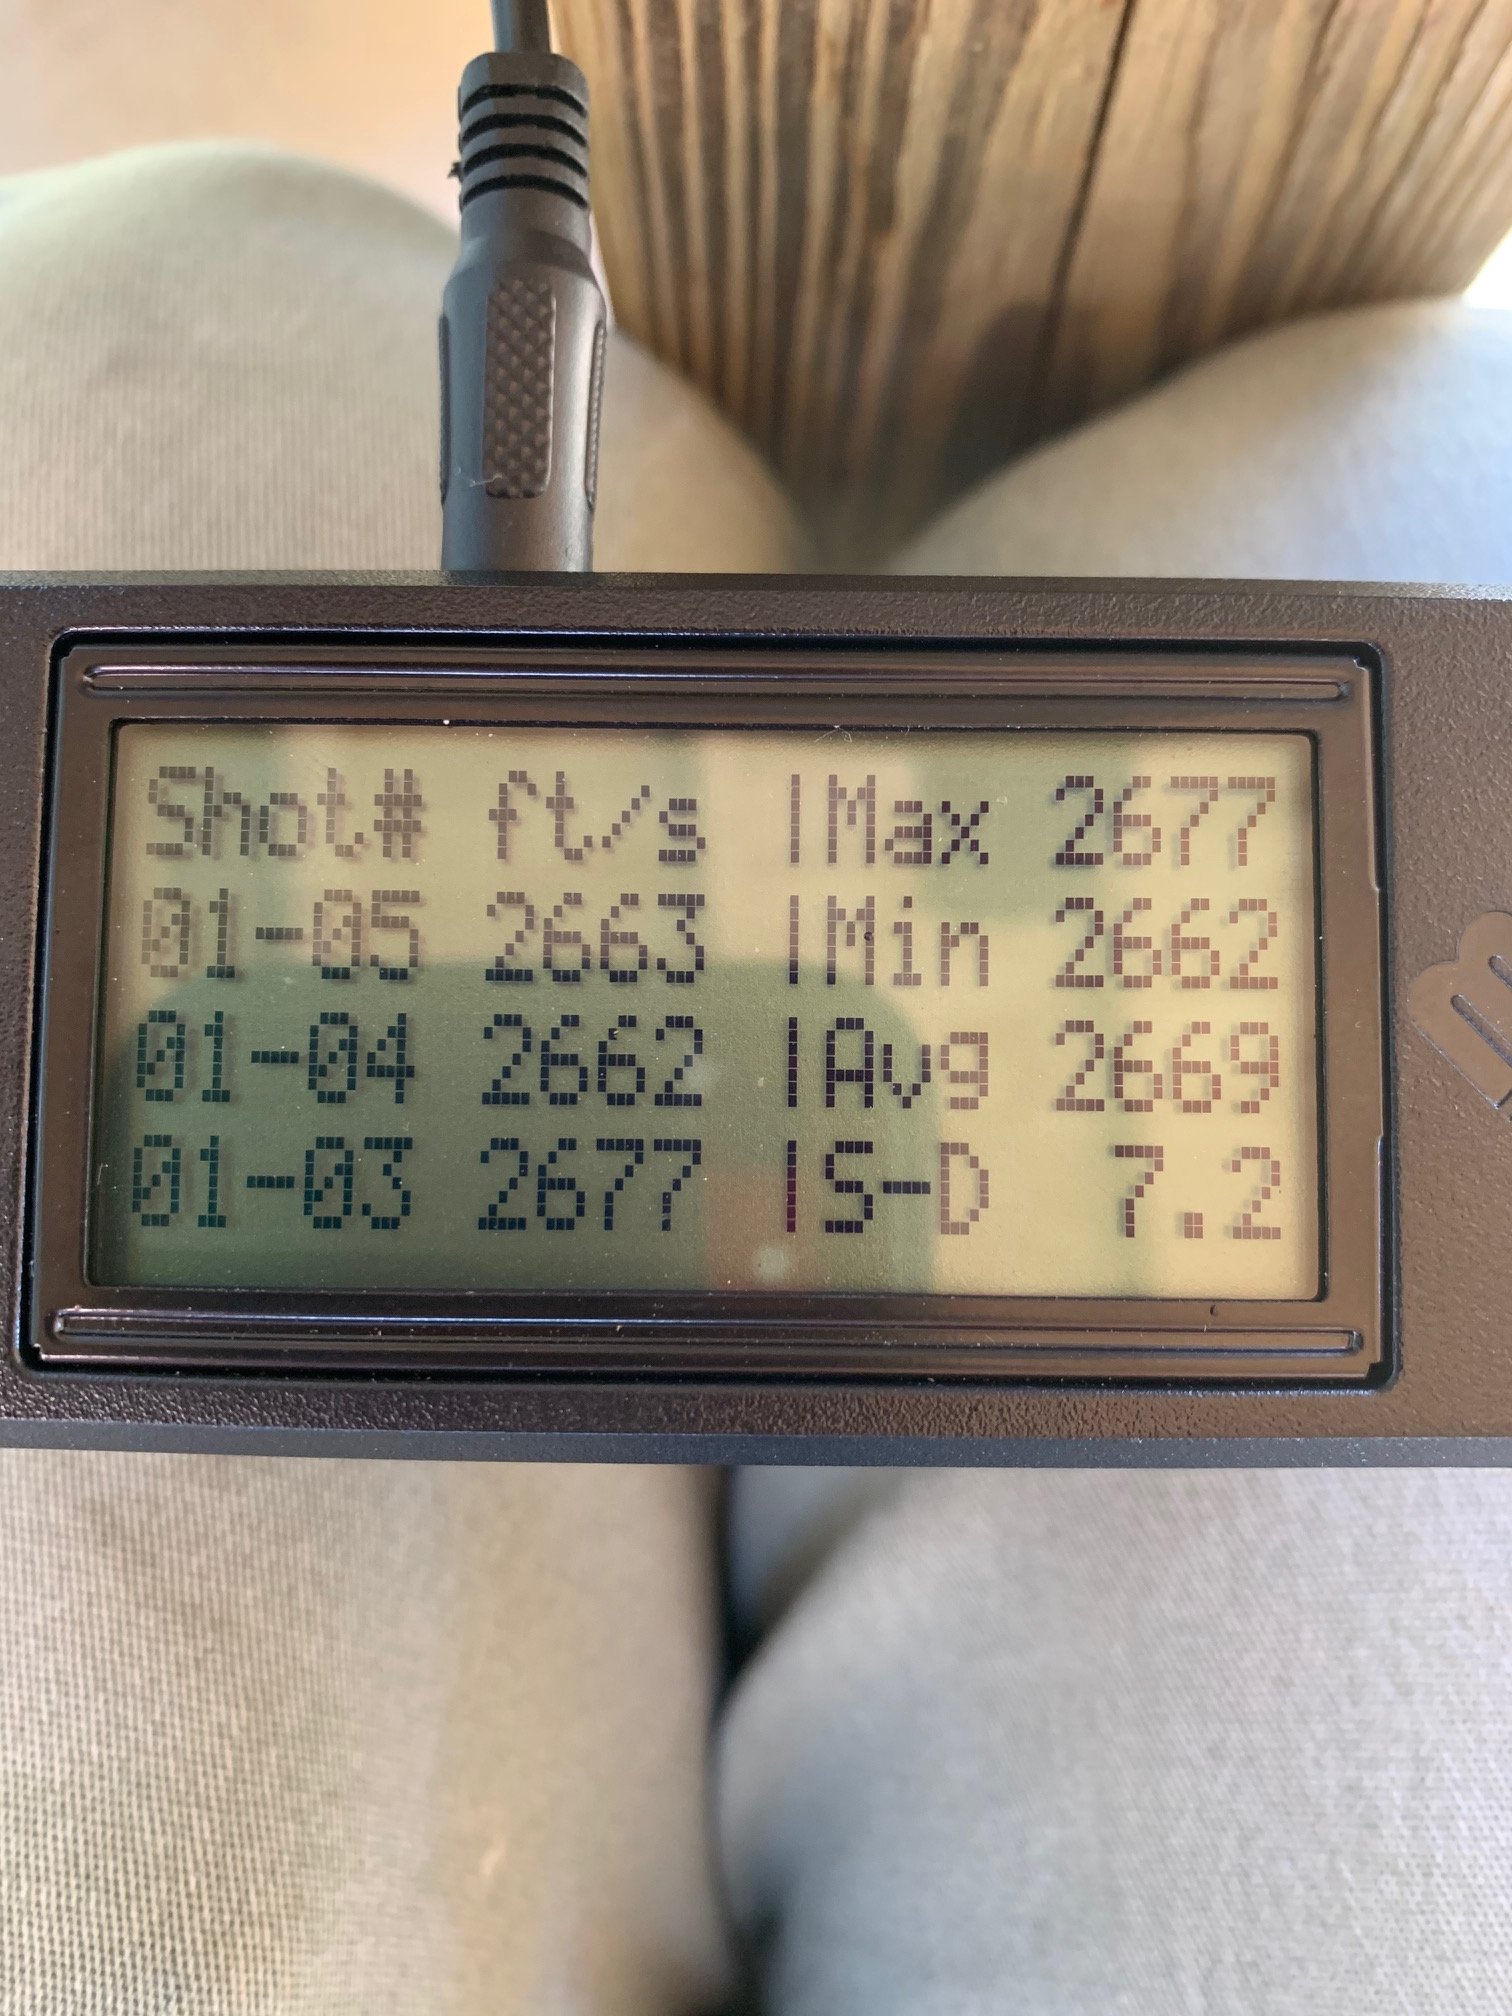 Shot# ft/s |Max 2677
01-05 2663 |Min 2662
01-04 2662 |Avg 2669
01-03 2677 |S-D 7.2